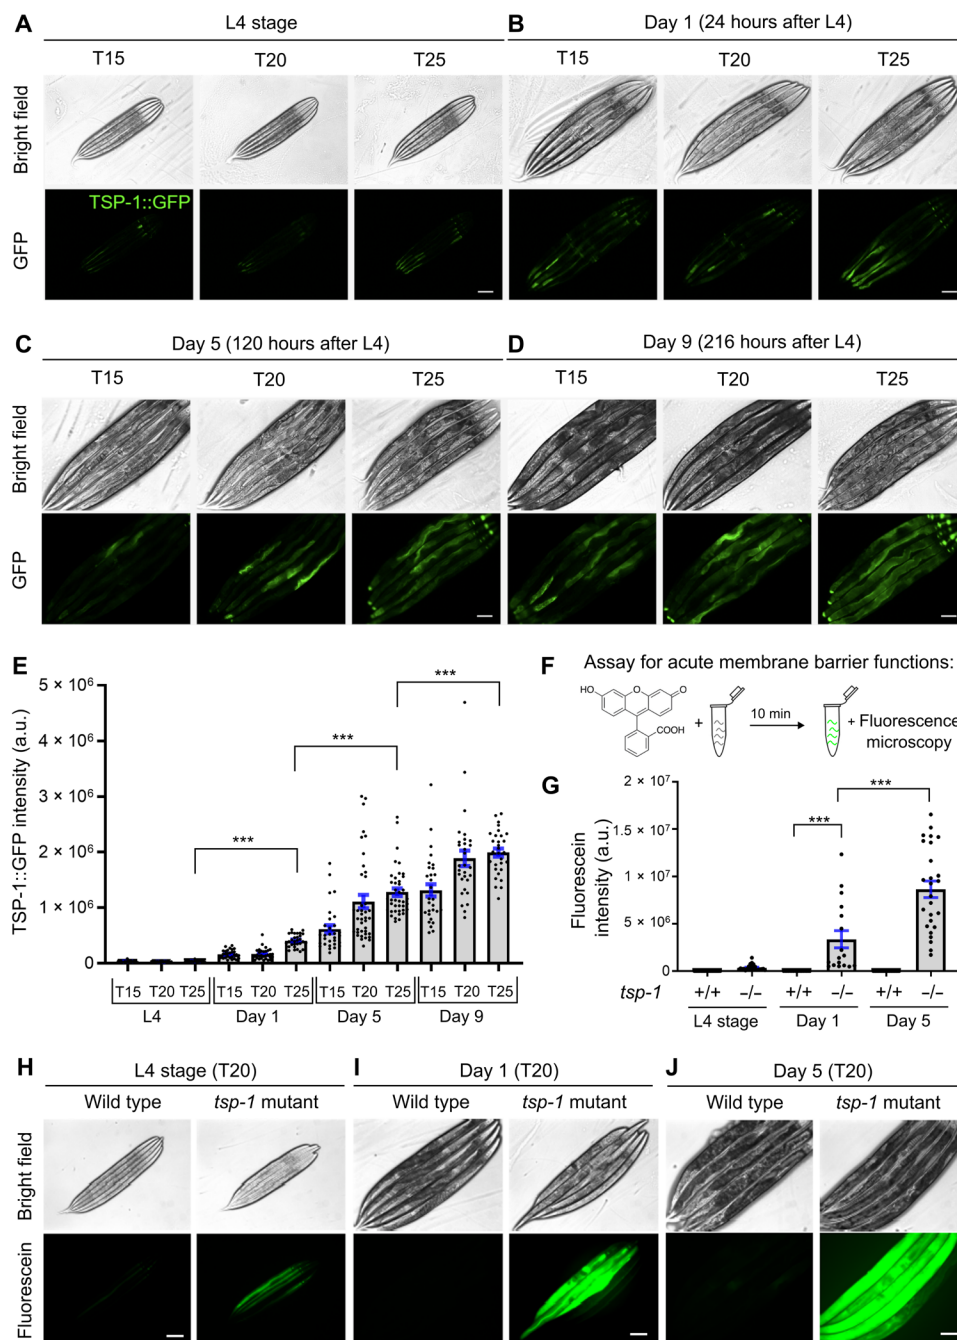 A
L4 stage
T15 T20 T25
Bright field
TSP-1::GFP
GFP
B
Day 1 (24 hours after L4)
T15 T20 T25
C
Day 5 (120 hours after L4)
T15 T20 T25
Bright field
GFP
D
Day 9 (216 hours after L4)
T15 T20 T25
E
TSP-1::GFP intensity (a.u.)
5 × 10⁶
4 × 10⁶
3 × 10⁶
2 × 10⁶
1 × 10⁶
0
*** *** ***
T15 T20 T25 T15 T20 T25 T15 T20 T25 T15 T20 T25
L4 Day 1 Day 5 Day 9
F
Assay for acute membrane barrier functions:
HO O O
COOH
+ 10 min + Fluorescence
microscopy
G
Fluorescein
intensity (a.u.)
2 × 10⁷
1.5 × 10⁷
1 × 10⁷
5 × 10⁶
0
*** ***
tsp-1 +/+ −/− +/+ −/− +/+ −/−
L4 stage Day 1 Day 5
H
L4 stage (T20)
Wild type tsp-1 mutant
Bright field
Fluorescein
I
Day 1 (T20)
Wild type tsp-1 mutant
J
Day 5 (T20)
Wild type tsp-1 mutant